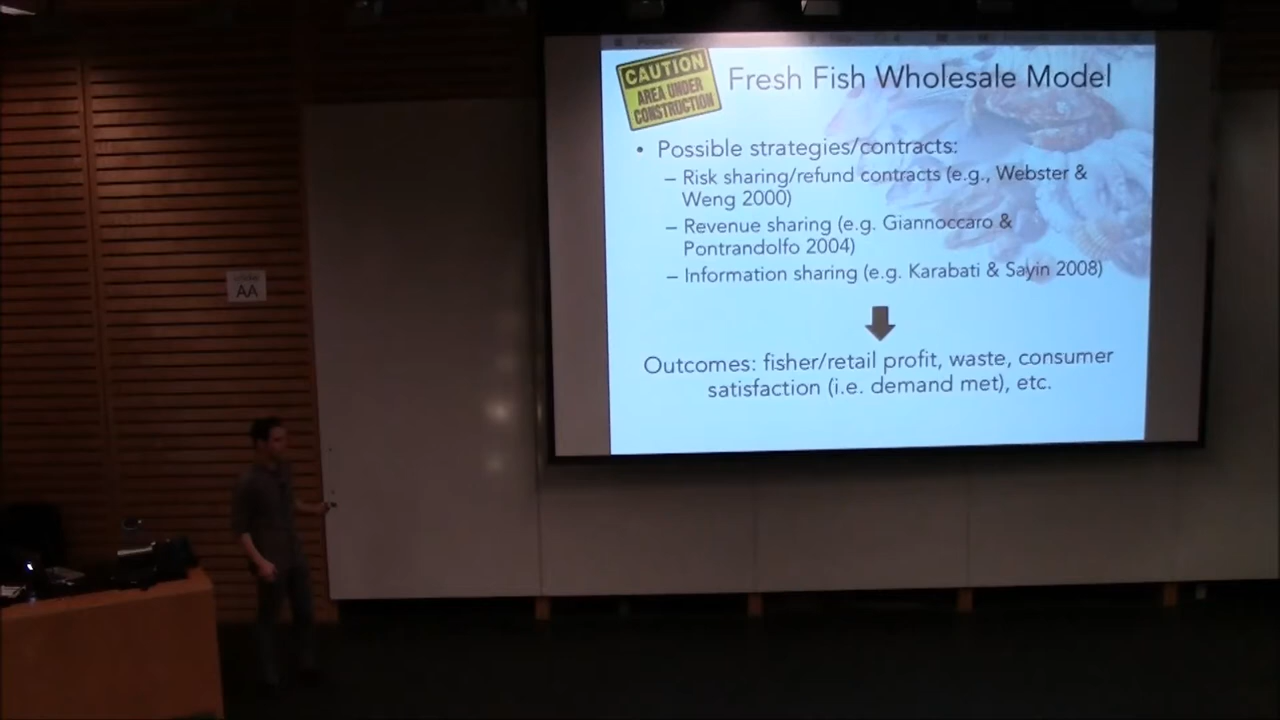 CAUTION
AREA UNDER
CONSTRUCTION
Fresh Fish Wholesale Model
• Possible strategies/contracts:
– Risk sharing/refund contracts (e.g., Webster &
Weng 2000)
– Revenue sharing (e.g. Giannoccaro &
Pontrandolfo 2004)
– Information sharing (e.g. Karabati & Sayin 2008)
Outcomes: fisher/retail profit, waste, consumer
satisfaction (i.e. demand met), etc.
AA